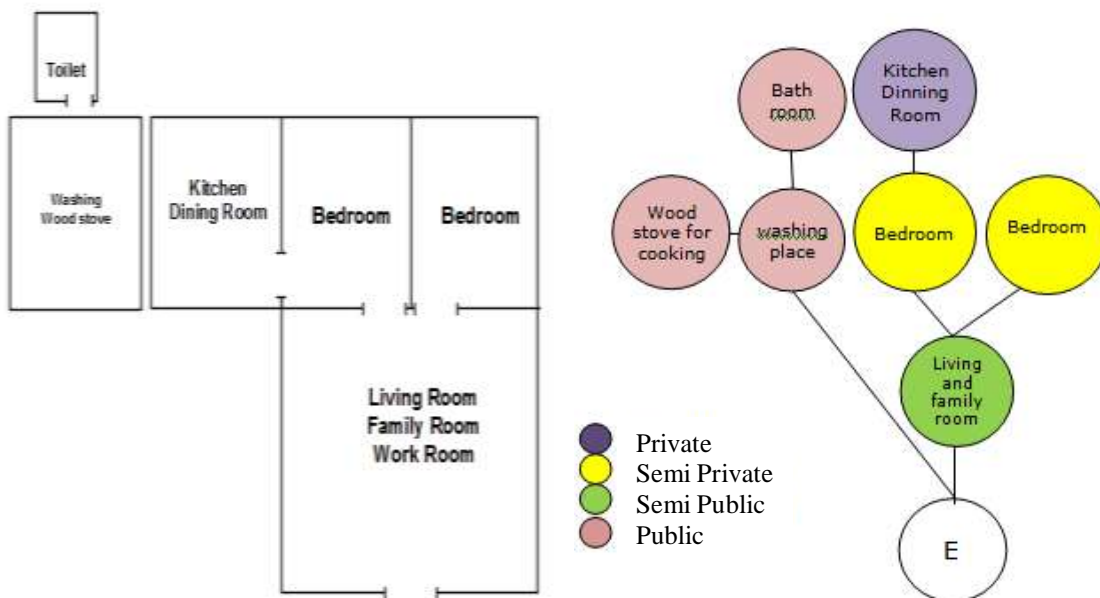 Toilet
Washing
Wood stove
Kitchen
Dining Room
Bedroom
Bedroom
Living Room
Family Room
Work Room
Bath
room
Kitchen
Dinning
Room
Wood
stove for
cooking
washing
place
Bedroom
Bedroom
Living
and
family
room
E
Private
Semi Private
Semi Public
Public